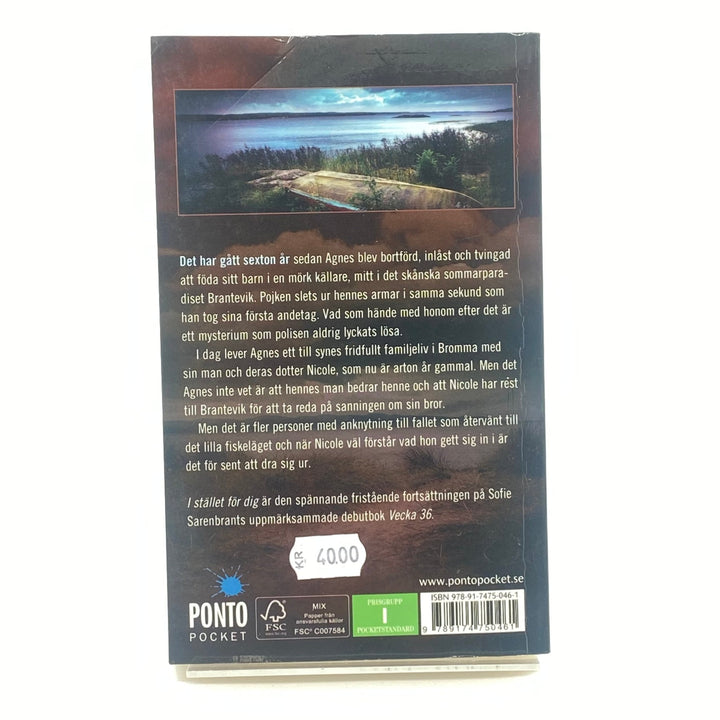 Det har gått sexton år sedan Agnes blev bortförd, inlåst och tvingad
att föda sitt barn i en mörk källare, mitt i det skånska sommarpara-
diset Brantevik. Pojken slets ur hennes armar i samma sekund som
han tog sina första andetag. Vad som hände med honom efter det är
ett mysterium som polisen aldrig lyckats lösa.
I dag lever Agnes ett till synes fridfullt familjeliv i Bromma med
sin man och deras dotter Nicole, som nu är arton år gammal. Men det
Agnes inte vet är att hennes man bedrar henne och att Nicole har rest
till Brantevik för att ta reda på sanningen om sin bror.
Men det är fler personer med anknytning till fallet som återvänt till
det lilla fiskeläget och när Nicole väl förstår vad hon gett sig in i är
det för sent att dra sig ur.
I stället för dig är den spännande fristående fortsättningen på Sofie
Sarenbrants uppmärksammade debutbok Vecka 36.
KR. 40.00
www.pontopocket.se
PONTO
POCKET
FSC
www.fsc.org
MIX
Papper från
ansvarsfulla källor
FSC® C007584
PRISGRUPP
I
POCKETSTANDARD
ISBN 978-91-7475-046-1
9 789174 750461